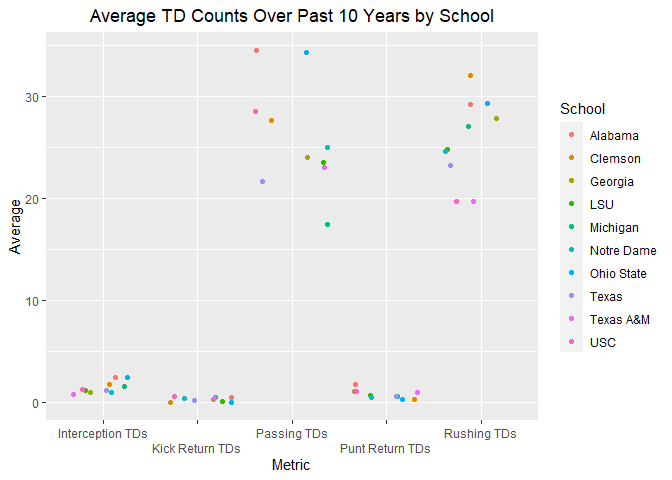 Average TD Counts Over Past 10 Years by School
Average
30
20
10
0
Interception TDs
Kick Return TDs
Passing TDs
Punt Return TDs
Rushing TDs
Metric
School
Alabama
Clemson
Georgia
LSU
Michigan
Notre Dame
Ohio State
Texas
Texas A&M
USC